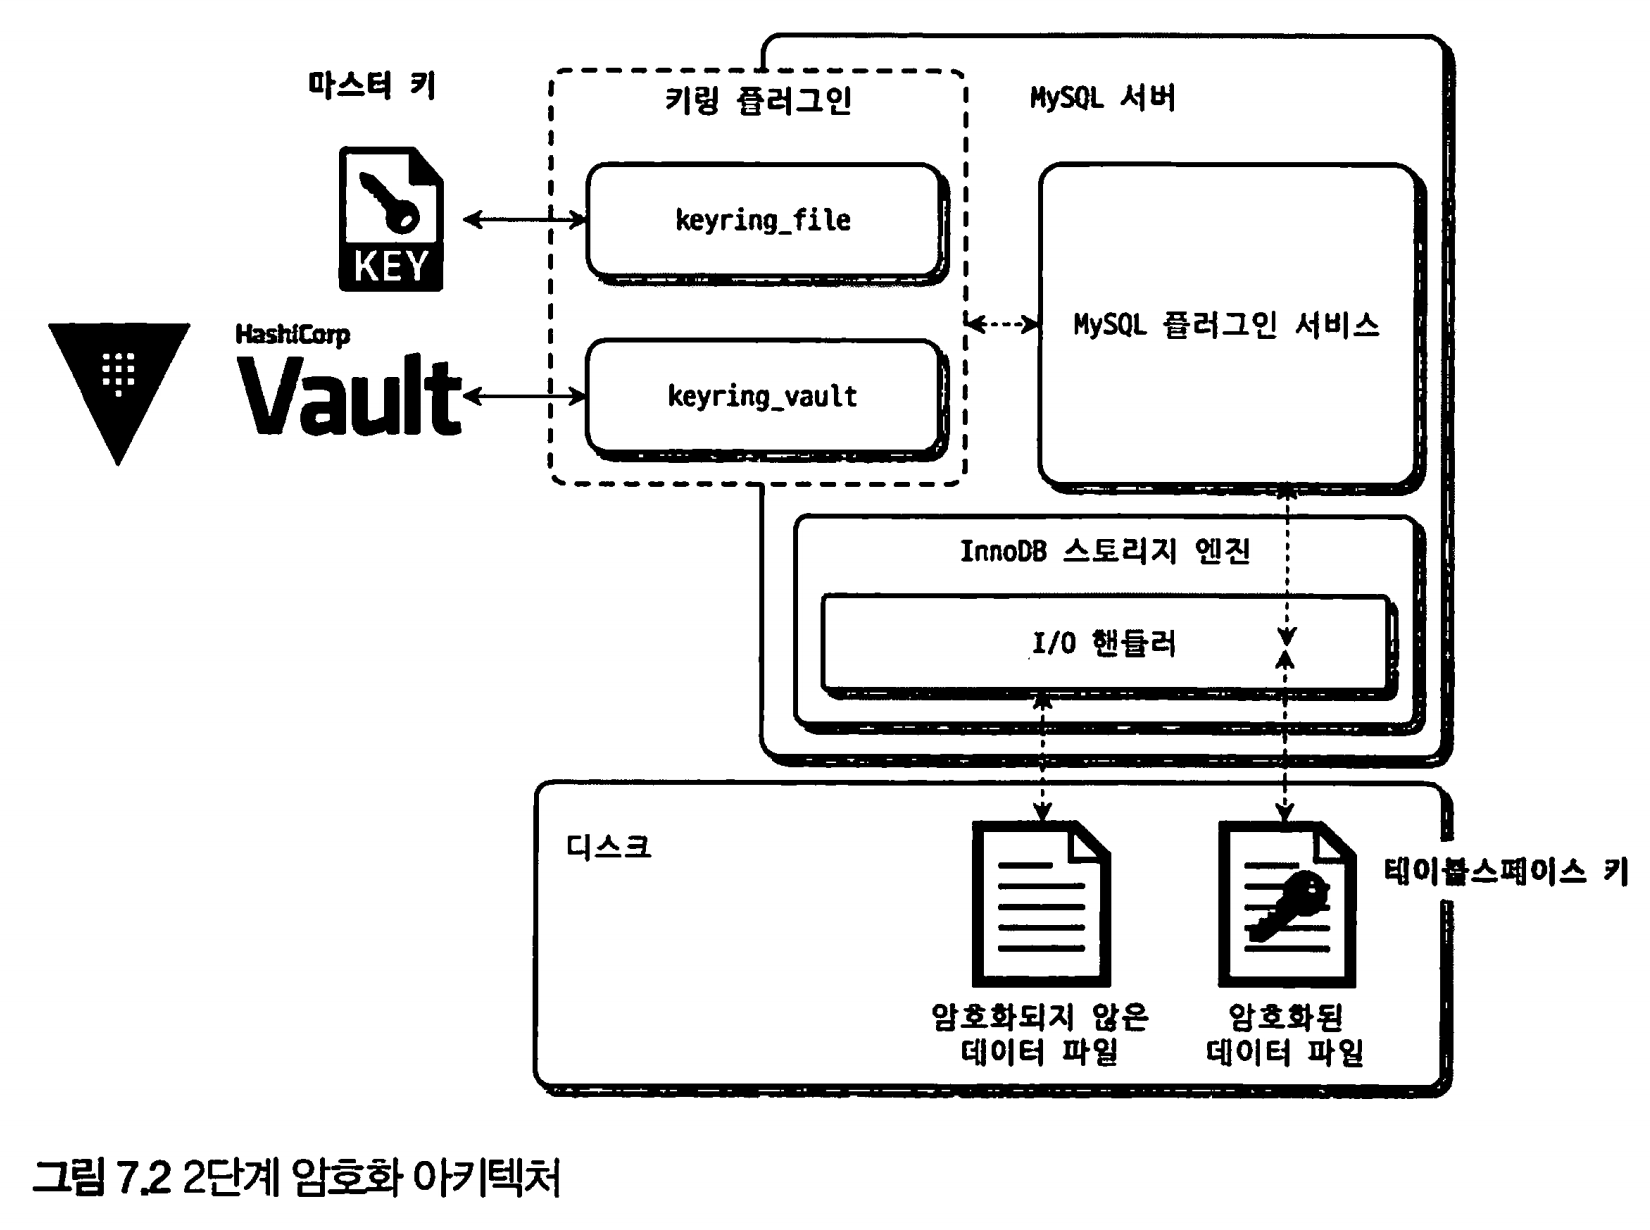 마스터 키
키링 플러그인
MySQL 서버
KEY
keyring_file
HashiCorp
Vault
keyring_vault
MySQL 플러그인 서비스
InnoDB 스토리지 엔진
I/O 핸들러
디스크
테이블스페이스 키
암호화되지 않은
데이터 파일
암호화된
데이터 파일
그림 7.2 2단계 암호화 아키텍처